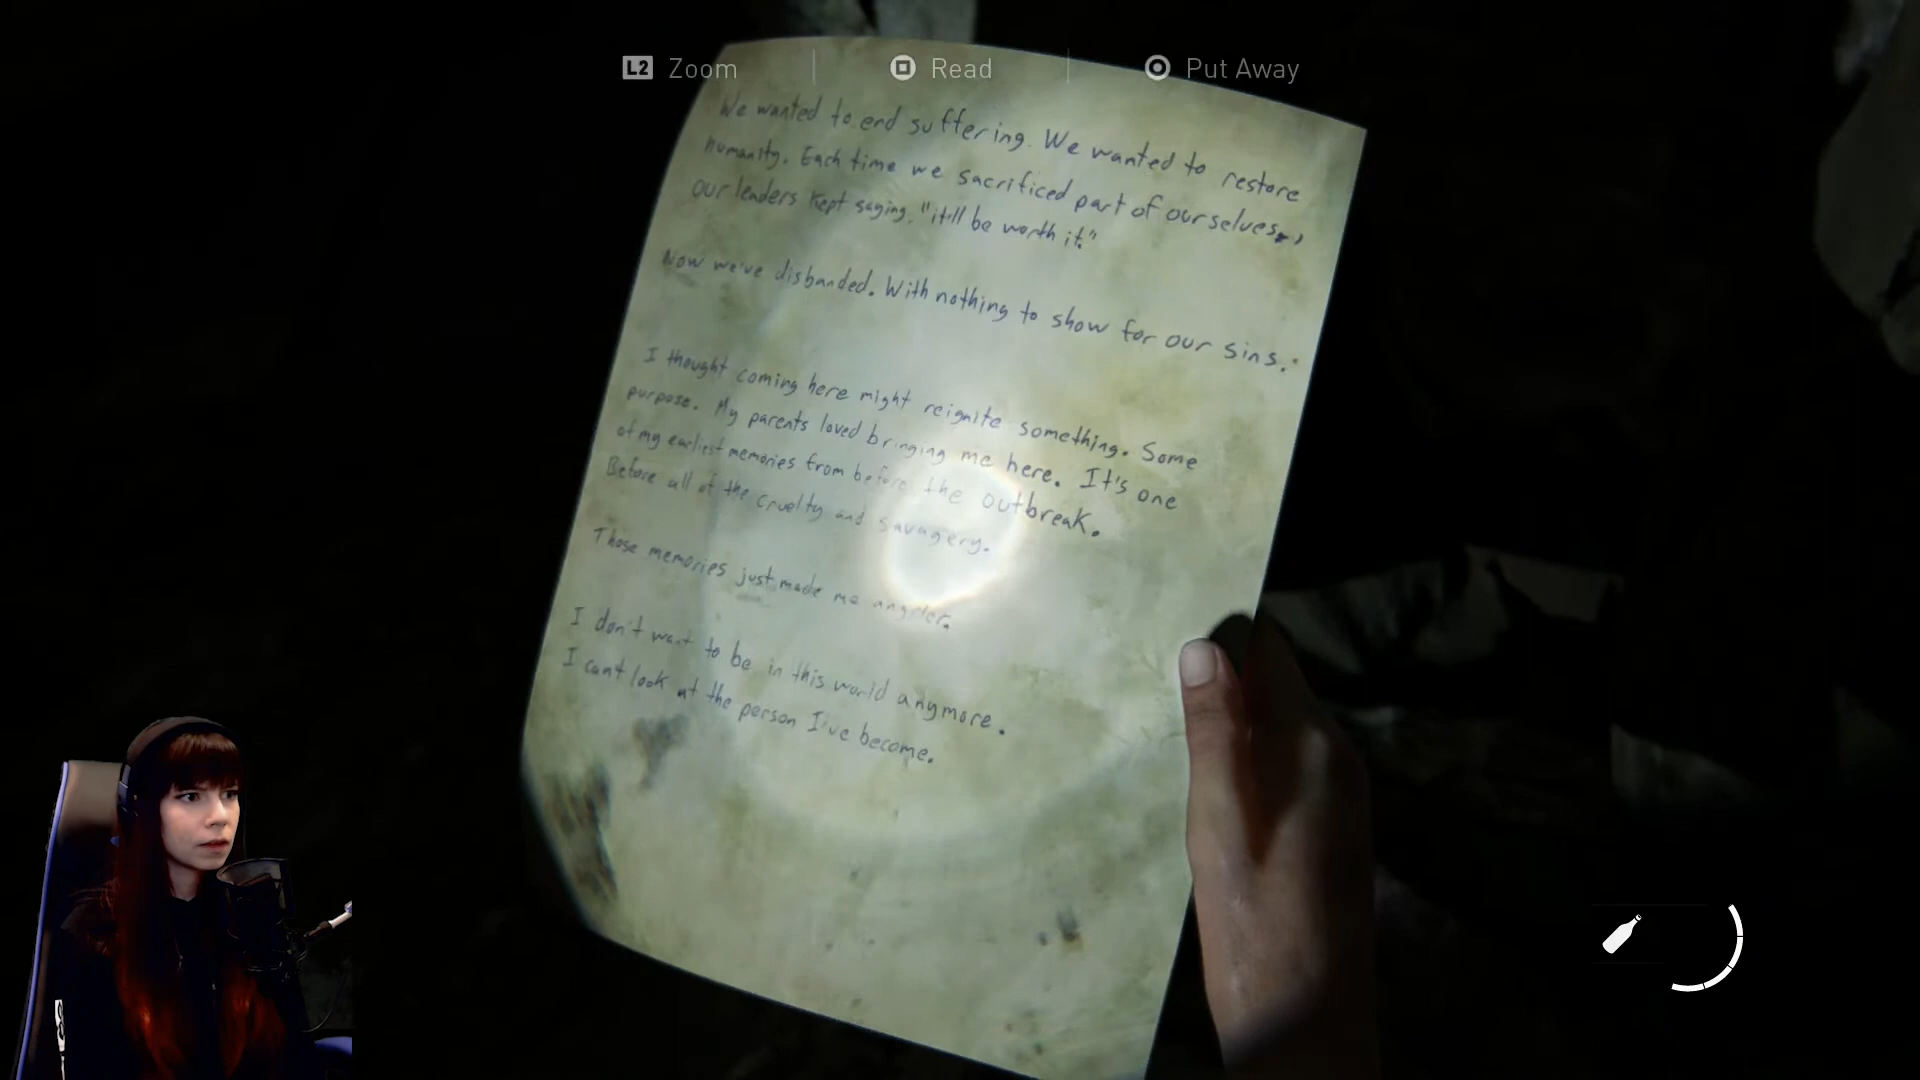 L2 Zoom Read Put Away
We wanted to end suffering. We wanted to restore
humanity. Each time we sacrificed part of ourselves,
our leaders kept saying, "it'll be worth it."
Now we've disbanded. With nothing to show for our sins.
I thought coming here might reignite something. Some
purpose. My parents loved bringing me here. It's one
of my earliest memories from before the outbreak.
Before all of the cruelty and savagery.
Those memories just made me angrier.
I don't want to be in this world anymore.
I can't look at the person I've become.